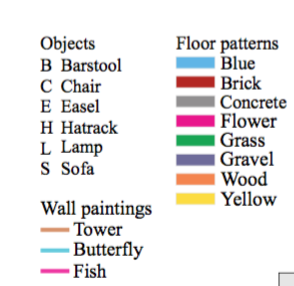 Objects
B Barstool
C Chair
E Easel
H Hatrack
L Lamp
S Sofa
Wall paintings
Tower
Butterfly
Fish
Floor patterns
Blue
Brick
Concrete
Flower
Grass
Gravel
Wood
Yellow